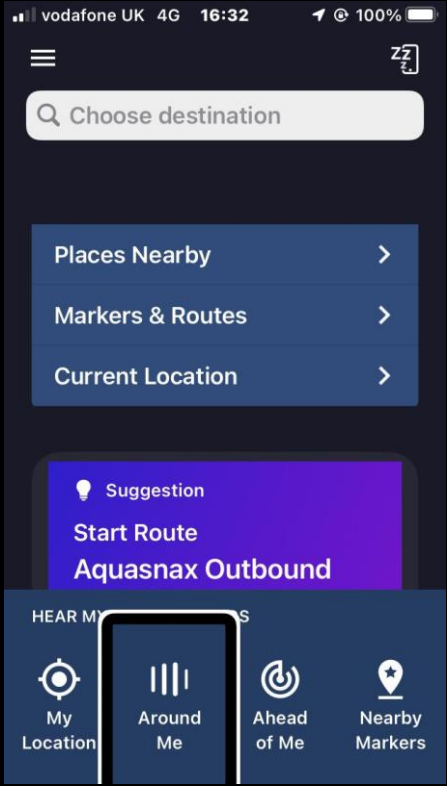 vodafone UK 4G 16:32 100%
Choose destination
Places Nearby
Markers & Routes
Current Location
Suggestion
Start Route
Aquasnax Outbound
HEAR MY
My Location
Around Me
Ahead of Me
Nearby Markers